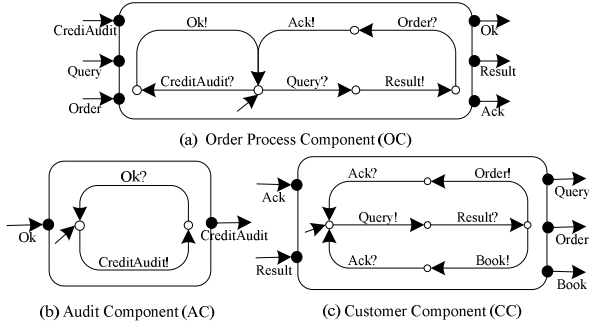 Ok! Ack! Order?
CrediAudit Ok
CreditAudit? Query? Result!
Query Result
Order Ack
(a) Order Process Component (OC)
Ok?
Ok CreditAudit
CreditAudit!
(b) Audit Component (AC)
Ack? Order!
Ack Query
Query! Result?
Order
Result Ack? Book!
Book
(c) Customer Component (CC)